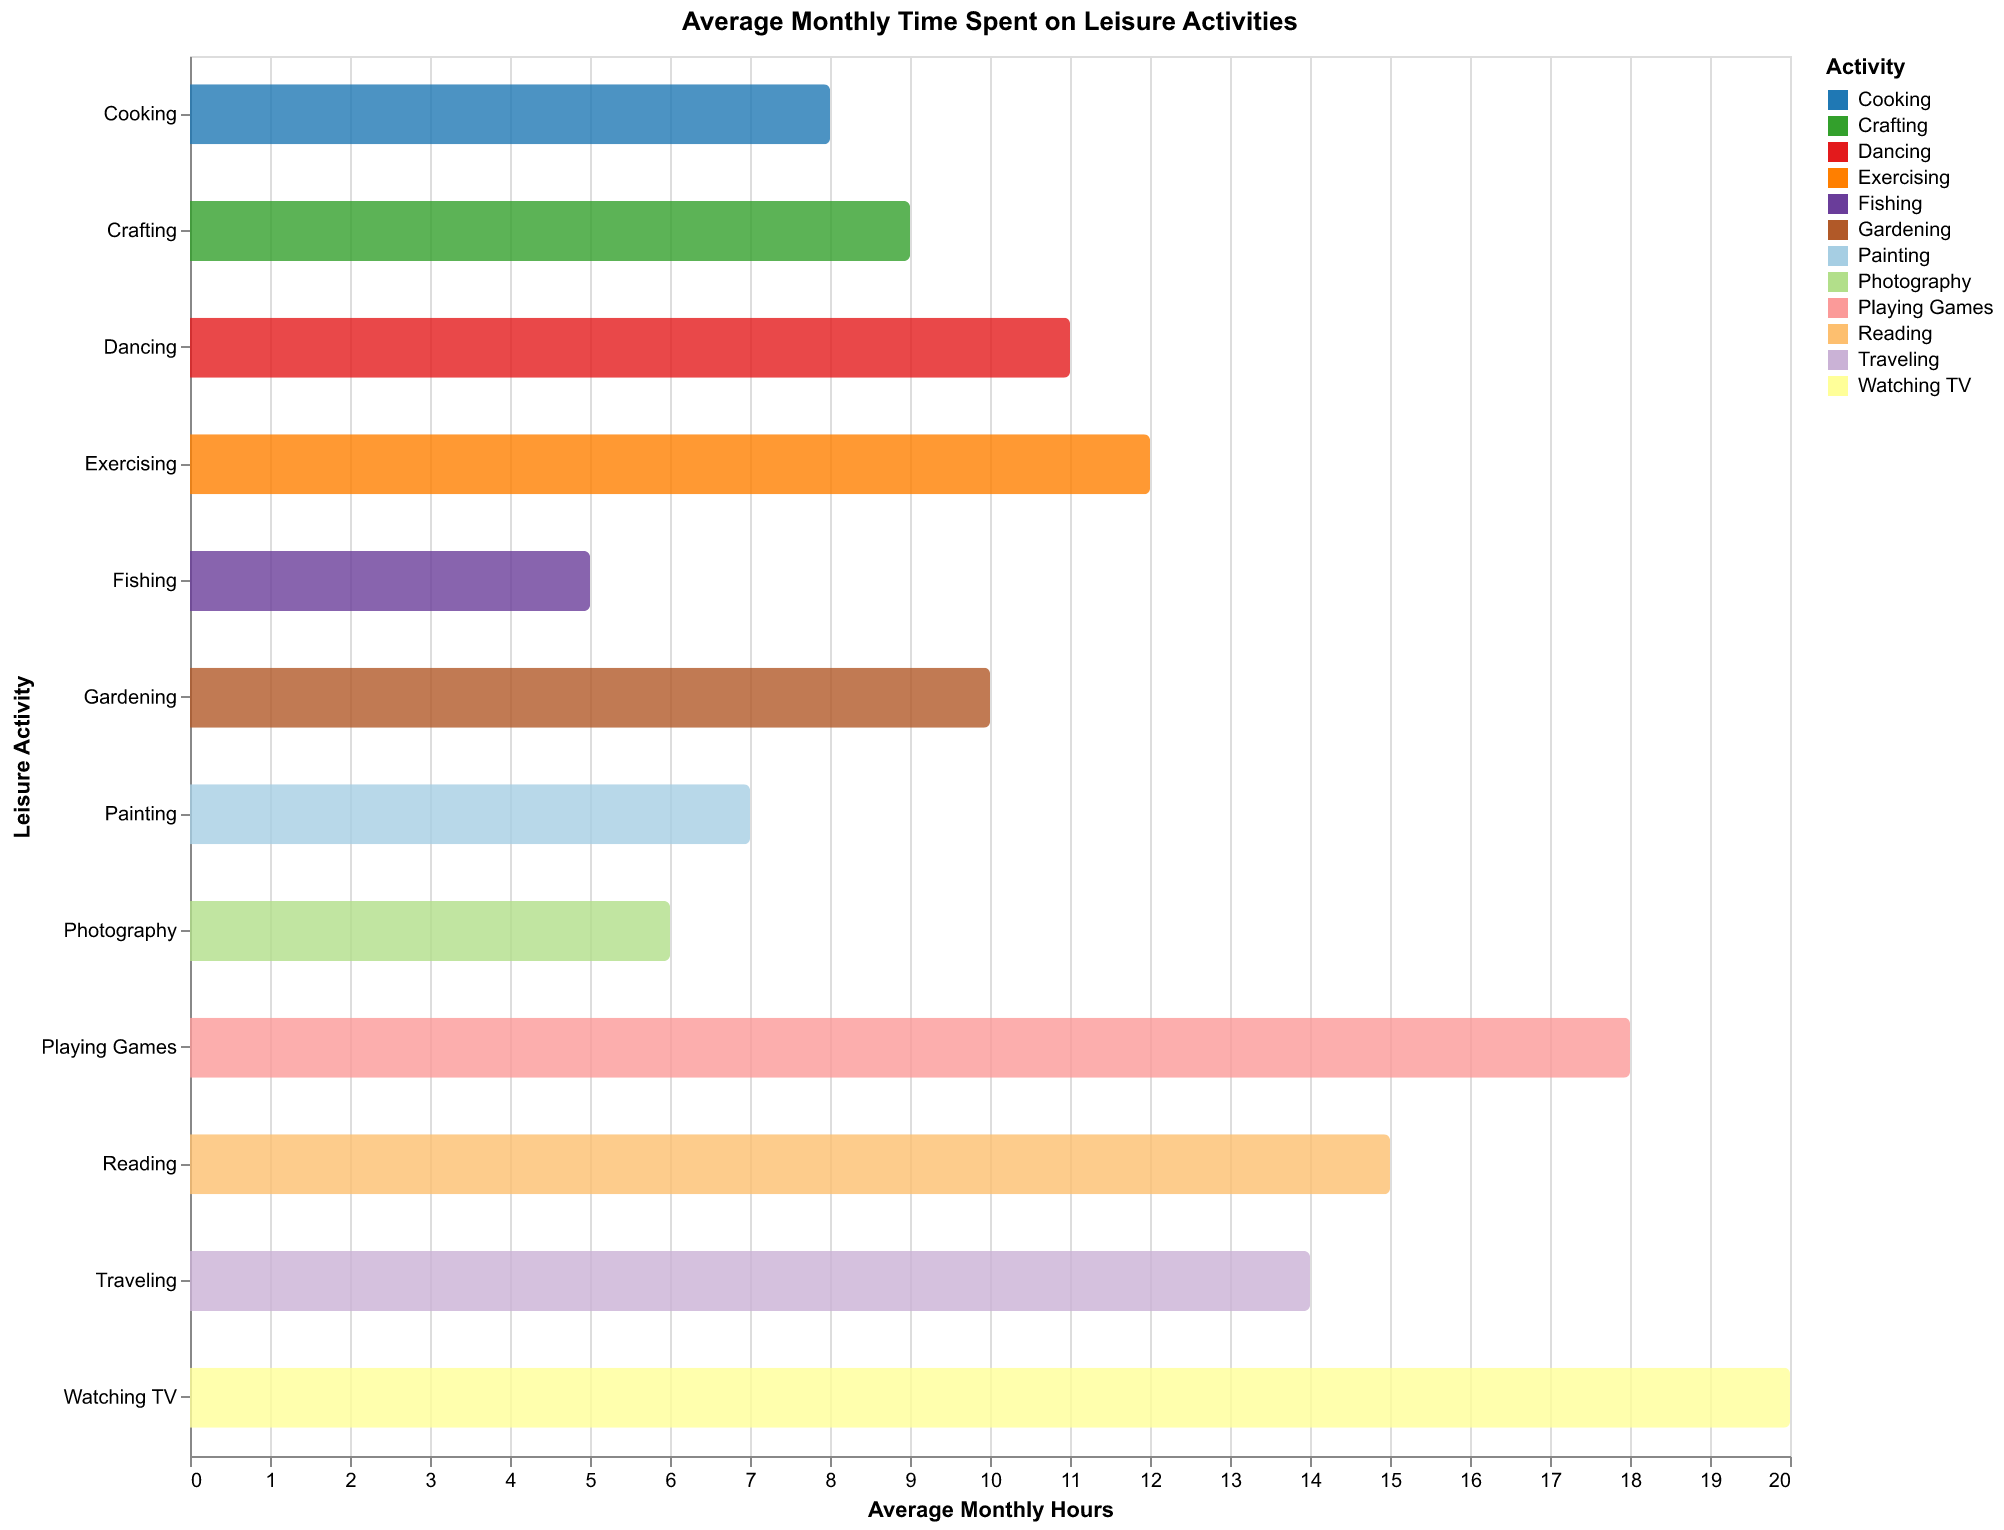 Average Monthly Time Spent on Leisure Activities
Leisure Activity
Cooking
Crafting
Dancing
Exercising
Fishing
Gardening
Painting
Photography
Playing Games
Reading
Traveling
Watching TV
0 1 2 3 4 5 6 7 8 9 10 11 12 13 14 15 16 17 18 19 20
Average Monthly Hours
Activity
Cooking
Crafting
Dancing
Exercising
Fishing
Gardening
Painting
Photography
Playing Games
Reading
Traveling
Watching TV